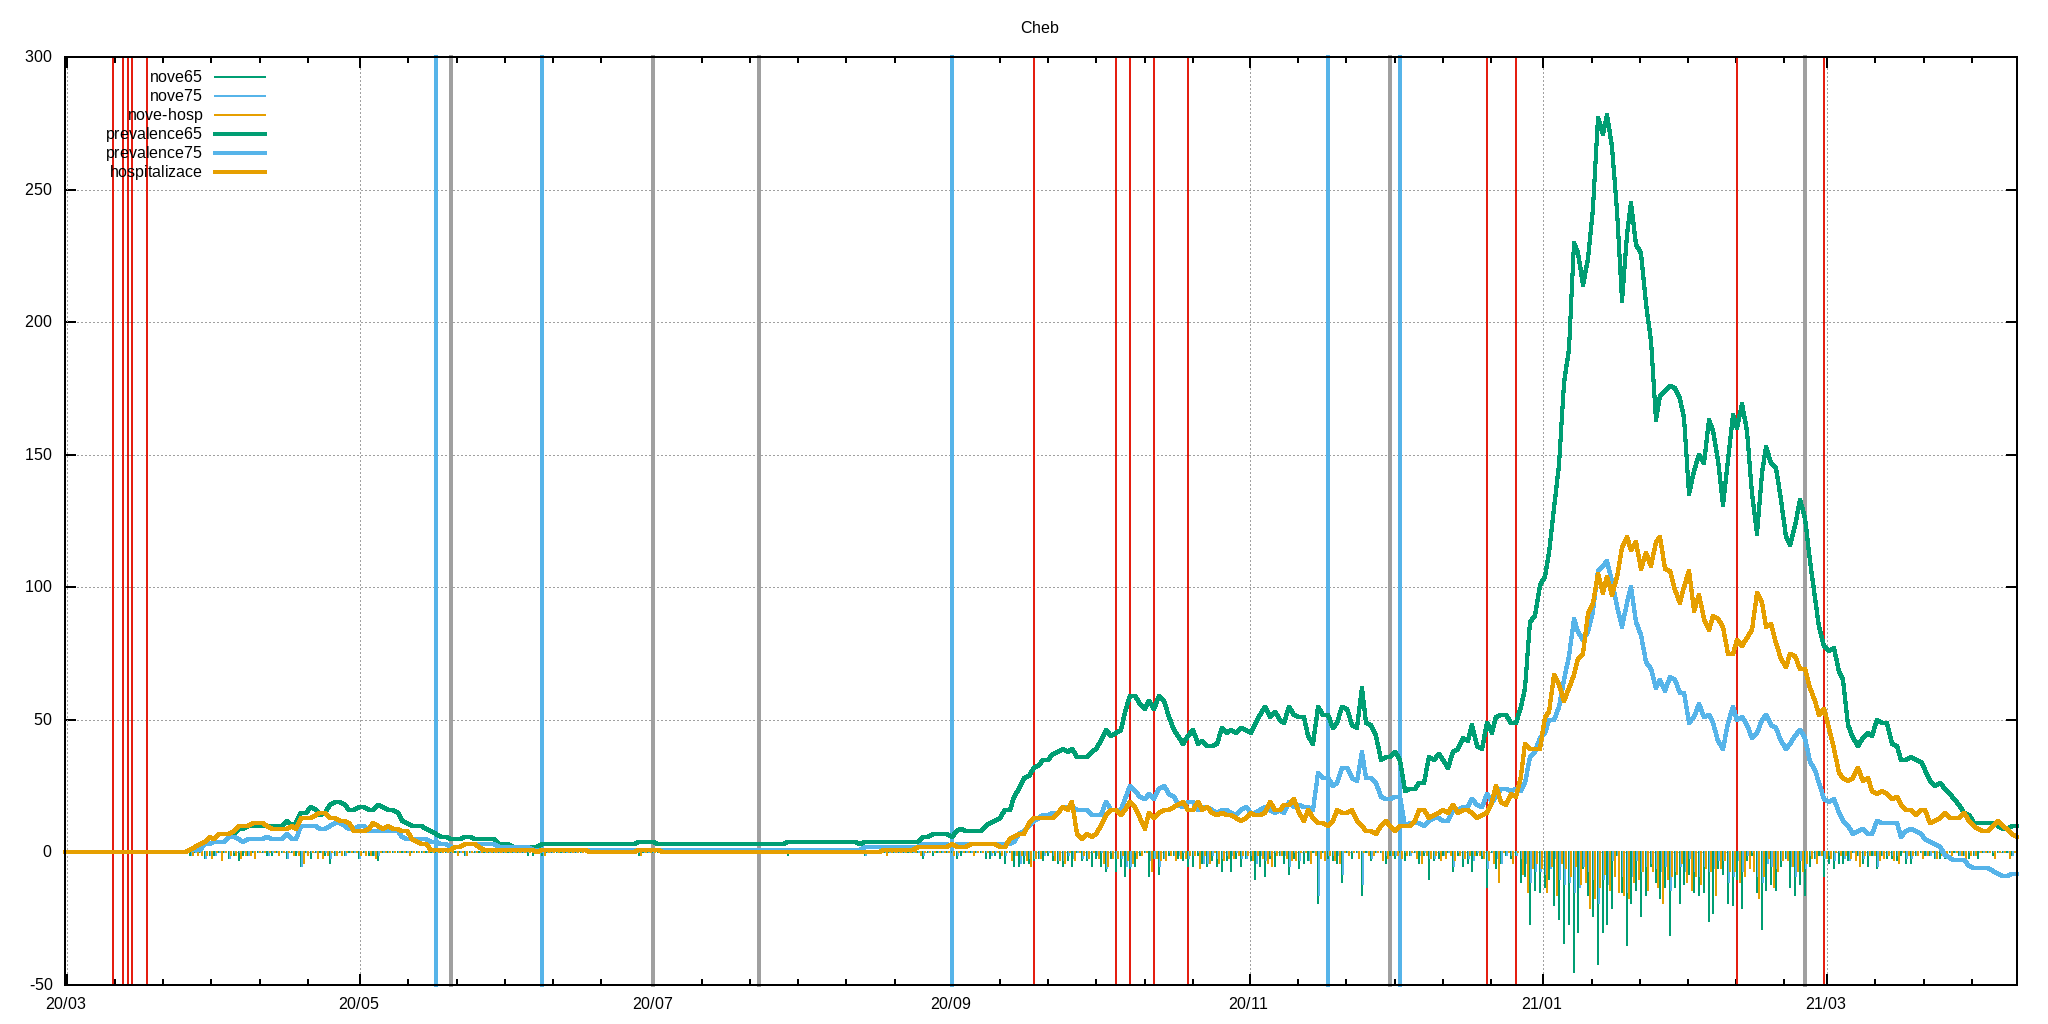 Cheb
300
nove65
nove75
nove-hosp
prevalence65
prevalence75
hospitalizace
250
200
150
100
50
0
-50
20/03 20/05 20/07 20/09 20/11 21/01 21/03